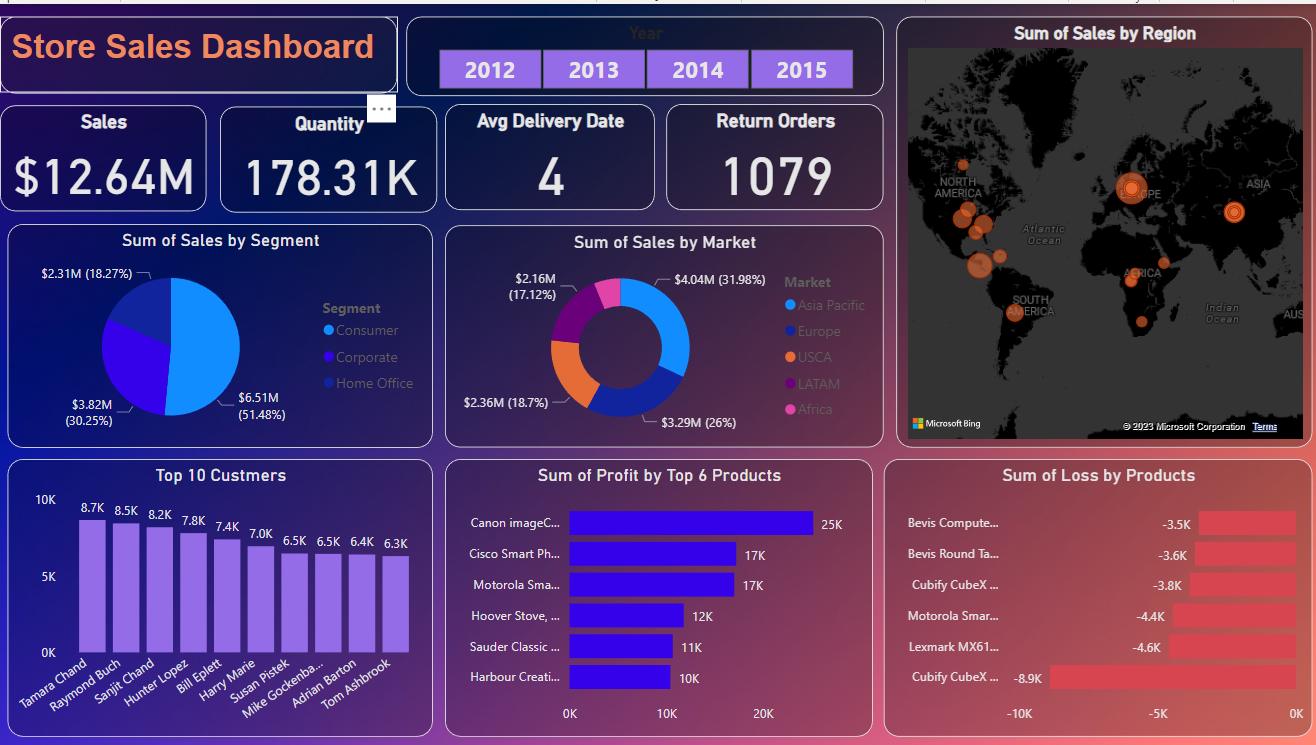 Store Sales Dashboard
Year
2012
2013
2014
2015
Sales
$12.64M
Quantity
178.31K
Avg Delivery Date
4
Return Orders
1079
Sum of Sales by Region
NORTH
AMERICA
EUROPE
ASIA
Atlantic
Ocean
AFRICA
SOUTH
AMERICA
Indian
Ocean
AUS
Microsoft Bing
© 2023 Microsoft Corporation Terms
Sum of Sales by Segment
$2.31M (18.27%)
$3.82M
(30.25%)
$6.51M
(51.48%)
Segment
Consumer
Corporate
Home Office
Sum of Sales by Market
$2.16M
(17.12%)
$4.04M (31.98%)
$2.36M (18.7%)
$3.29M (26%)
Market
Asia Pacific
Europe
USCA
LATAM
Africa
Top 10 Custmers
10K
5K
0K
8.7K
8.5K
8.2K
7.8K
7.4K
7.0K
6.5K
6.5K
6.4K
6.3K
Tamara Chand
Raymond Buch
Sanjit Chand
Hunter Lopez
Bill Eplett
Harry Marie
Susan Pistek
Mike Gockenba...
Adrian Barton
Tom Ashbrook
Sum of Profit by Top 6 Products
Canon imageC... 25K
Cisco Smart Ph... 17K
Motorola Sma... 17K
Hoover Stove, ... 12K
Sauder Classic ... 11K
Harbour Creati... 10K
0K 10K 20K
Sum of Loss by Products
Bevis Compute... -3.5K
Bevis Round Ta... -3.6K
Cubify CubeX ... -3.8K
Motorola Smar... -4.4K
Lexmark MX61... -4.6K
Cubify CubeX ... -8.9K
-10K -5K 0K